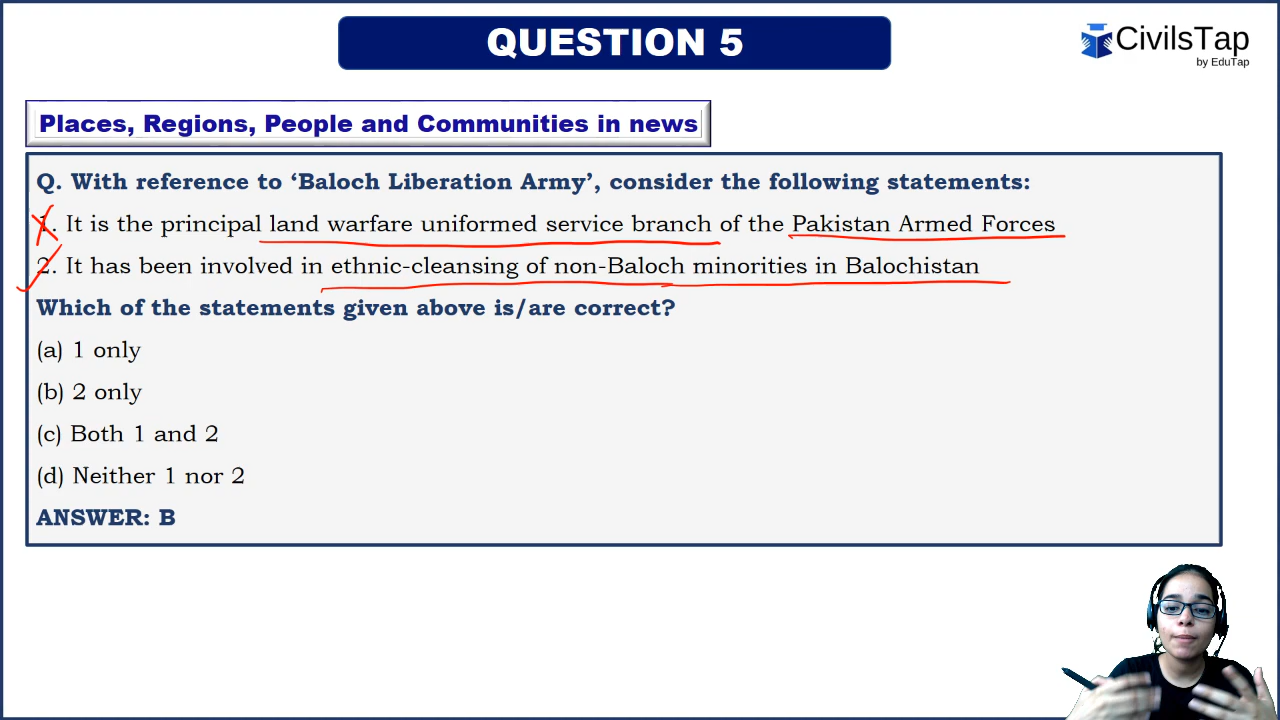 QUESTION 5
CivilsTap
by EduTap
Places, Regions, People and Communities in news
Q. With reference to ‘Baloch Liberation Army’, consider the following statements:
1. It is the principal land warfare uniformed service branch of the Pakistan Armed Forces
2. It has been involved in ethnic-cleansing of non-Baloch minorities in Balochistan
Which of the statements given above is/are correct?
(a) 1 only
(b) 2 only
(c) Both 1 and 2
(d) Neither 1 nor 2
ANSWER: B